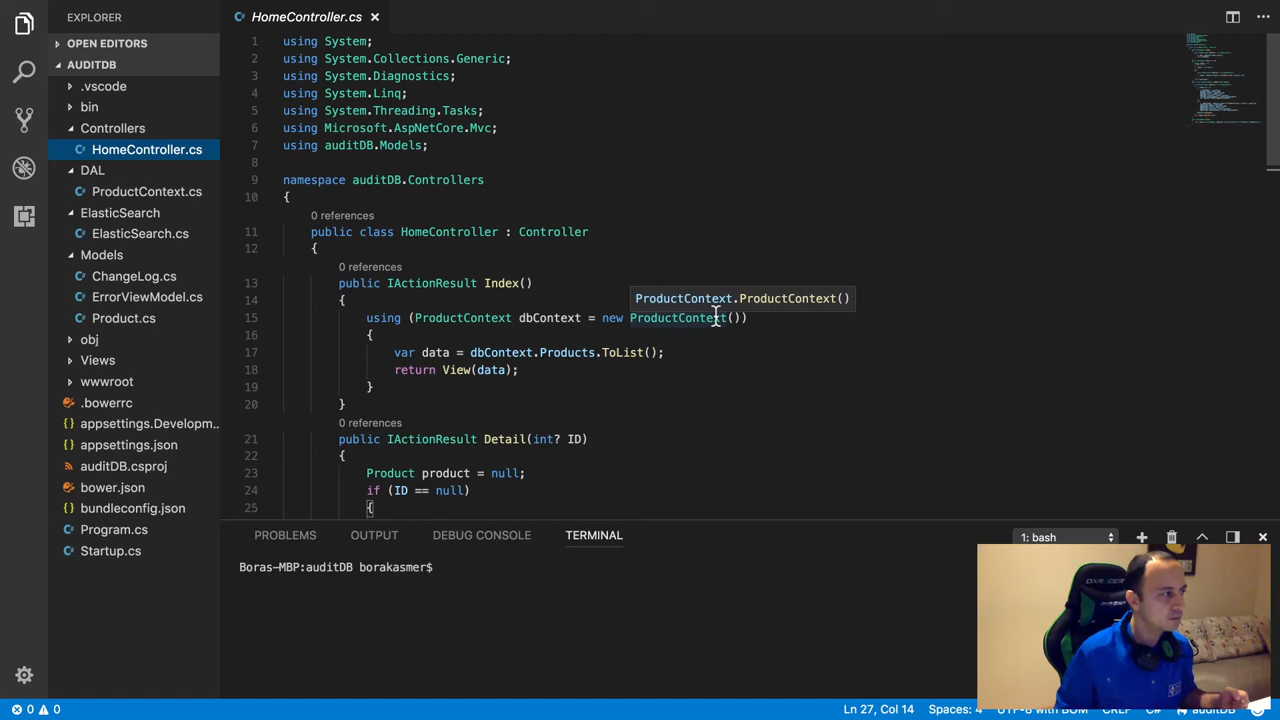 EXPLORER
OPEN EDITORS
AUDITDB
.vscode
bin
Controllers
HomeController.cs
DAL
ProductContext.cs
ElasticSearch
ElasticSearch.cs
Models
ChangeLog.cs
ErrorViewModel.cs
Product.cs
obj
Views
wwwroot
.bowerrc
appsettings.Developm...
appsettings.json
auditDB.csproj
bower.json
bundleconfig.json
Program.cs
Startup.cs
HomeController.cs
1 using System;
2 using System.Collections.Generic;
3 using System.Diagnostics;
4 using System.Linq;
5 using System.Threading.Tasks;
6 using Microsoft.AspNetCore.Mvc;
7 using auditDB.Models;
8
9 namespace auditDB.Controllers
10 {
0 references
11 public class HomeController : Controller
12 {
0 references
13 public IActionResult Index()
14 {
ProductContext.ProductContext()
15 using (ProductContext dbContext = new ProductContext())
16 {
17 var data = dbContext.Products.ToList();
18 return View(data);
19 }
20 }
0 references
21 public IActionResult Detail(int? ID)
22 {
23 Product product = null;
24 if (ID == null)
25 {
PROBLEMS OUTPUT DEBUG CONSOLE TERMINAL 1: bash
Boras-MBP:auditDB borakasmer$
0 0 Ln 27, Col 14 Spaces: 4 UTF-8 with BOM CRLF C# auditDB